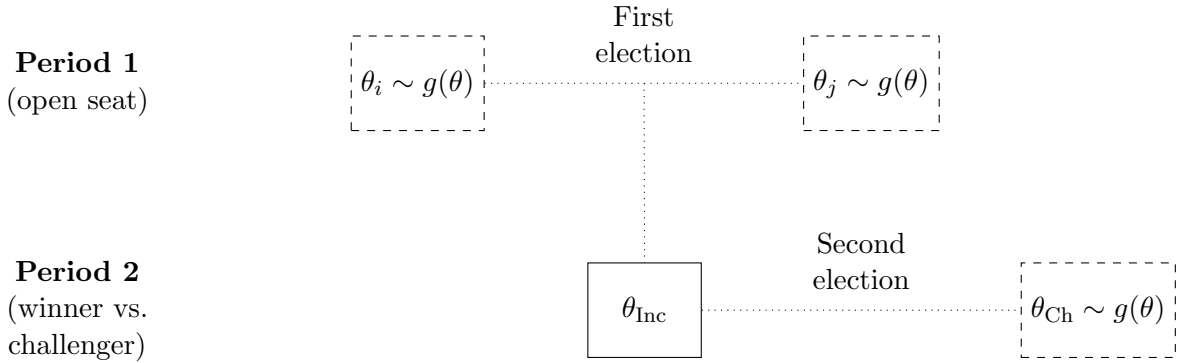 First
election
Period 1
(open seat)
θ_i ∼ g(θ)
θ_j ∼ g(θ)
Second
election
Period 2
(winner vs.
challenger)
θ_Inc
θ_Ch ∼ g(θ)